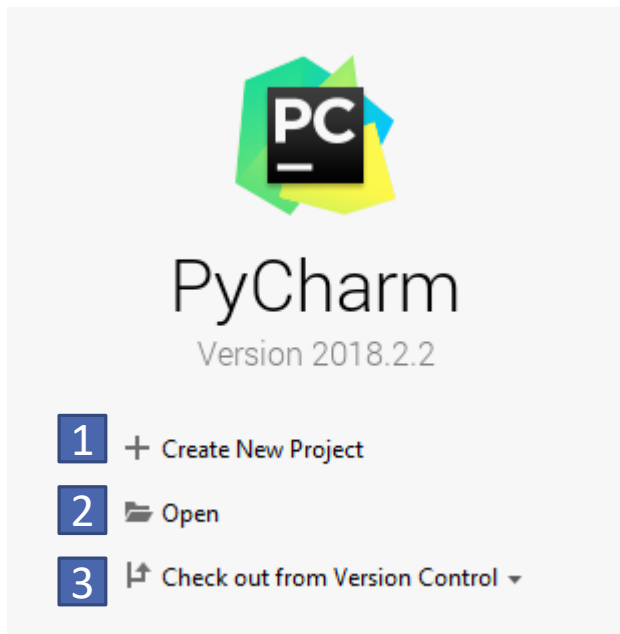 PC
PyCharm
Version 2018.2.2
1 Create New Project
2 Open
3 Check out from Version Control